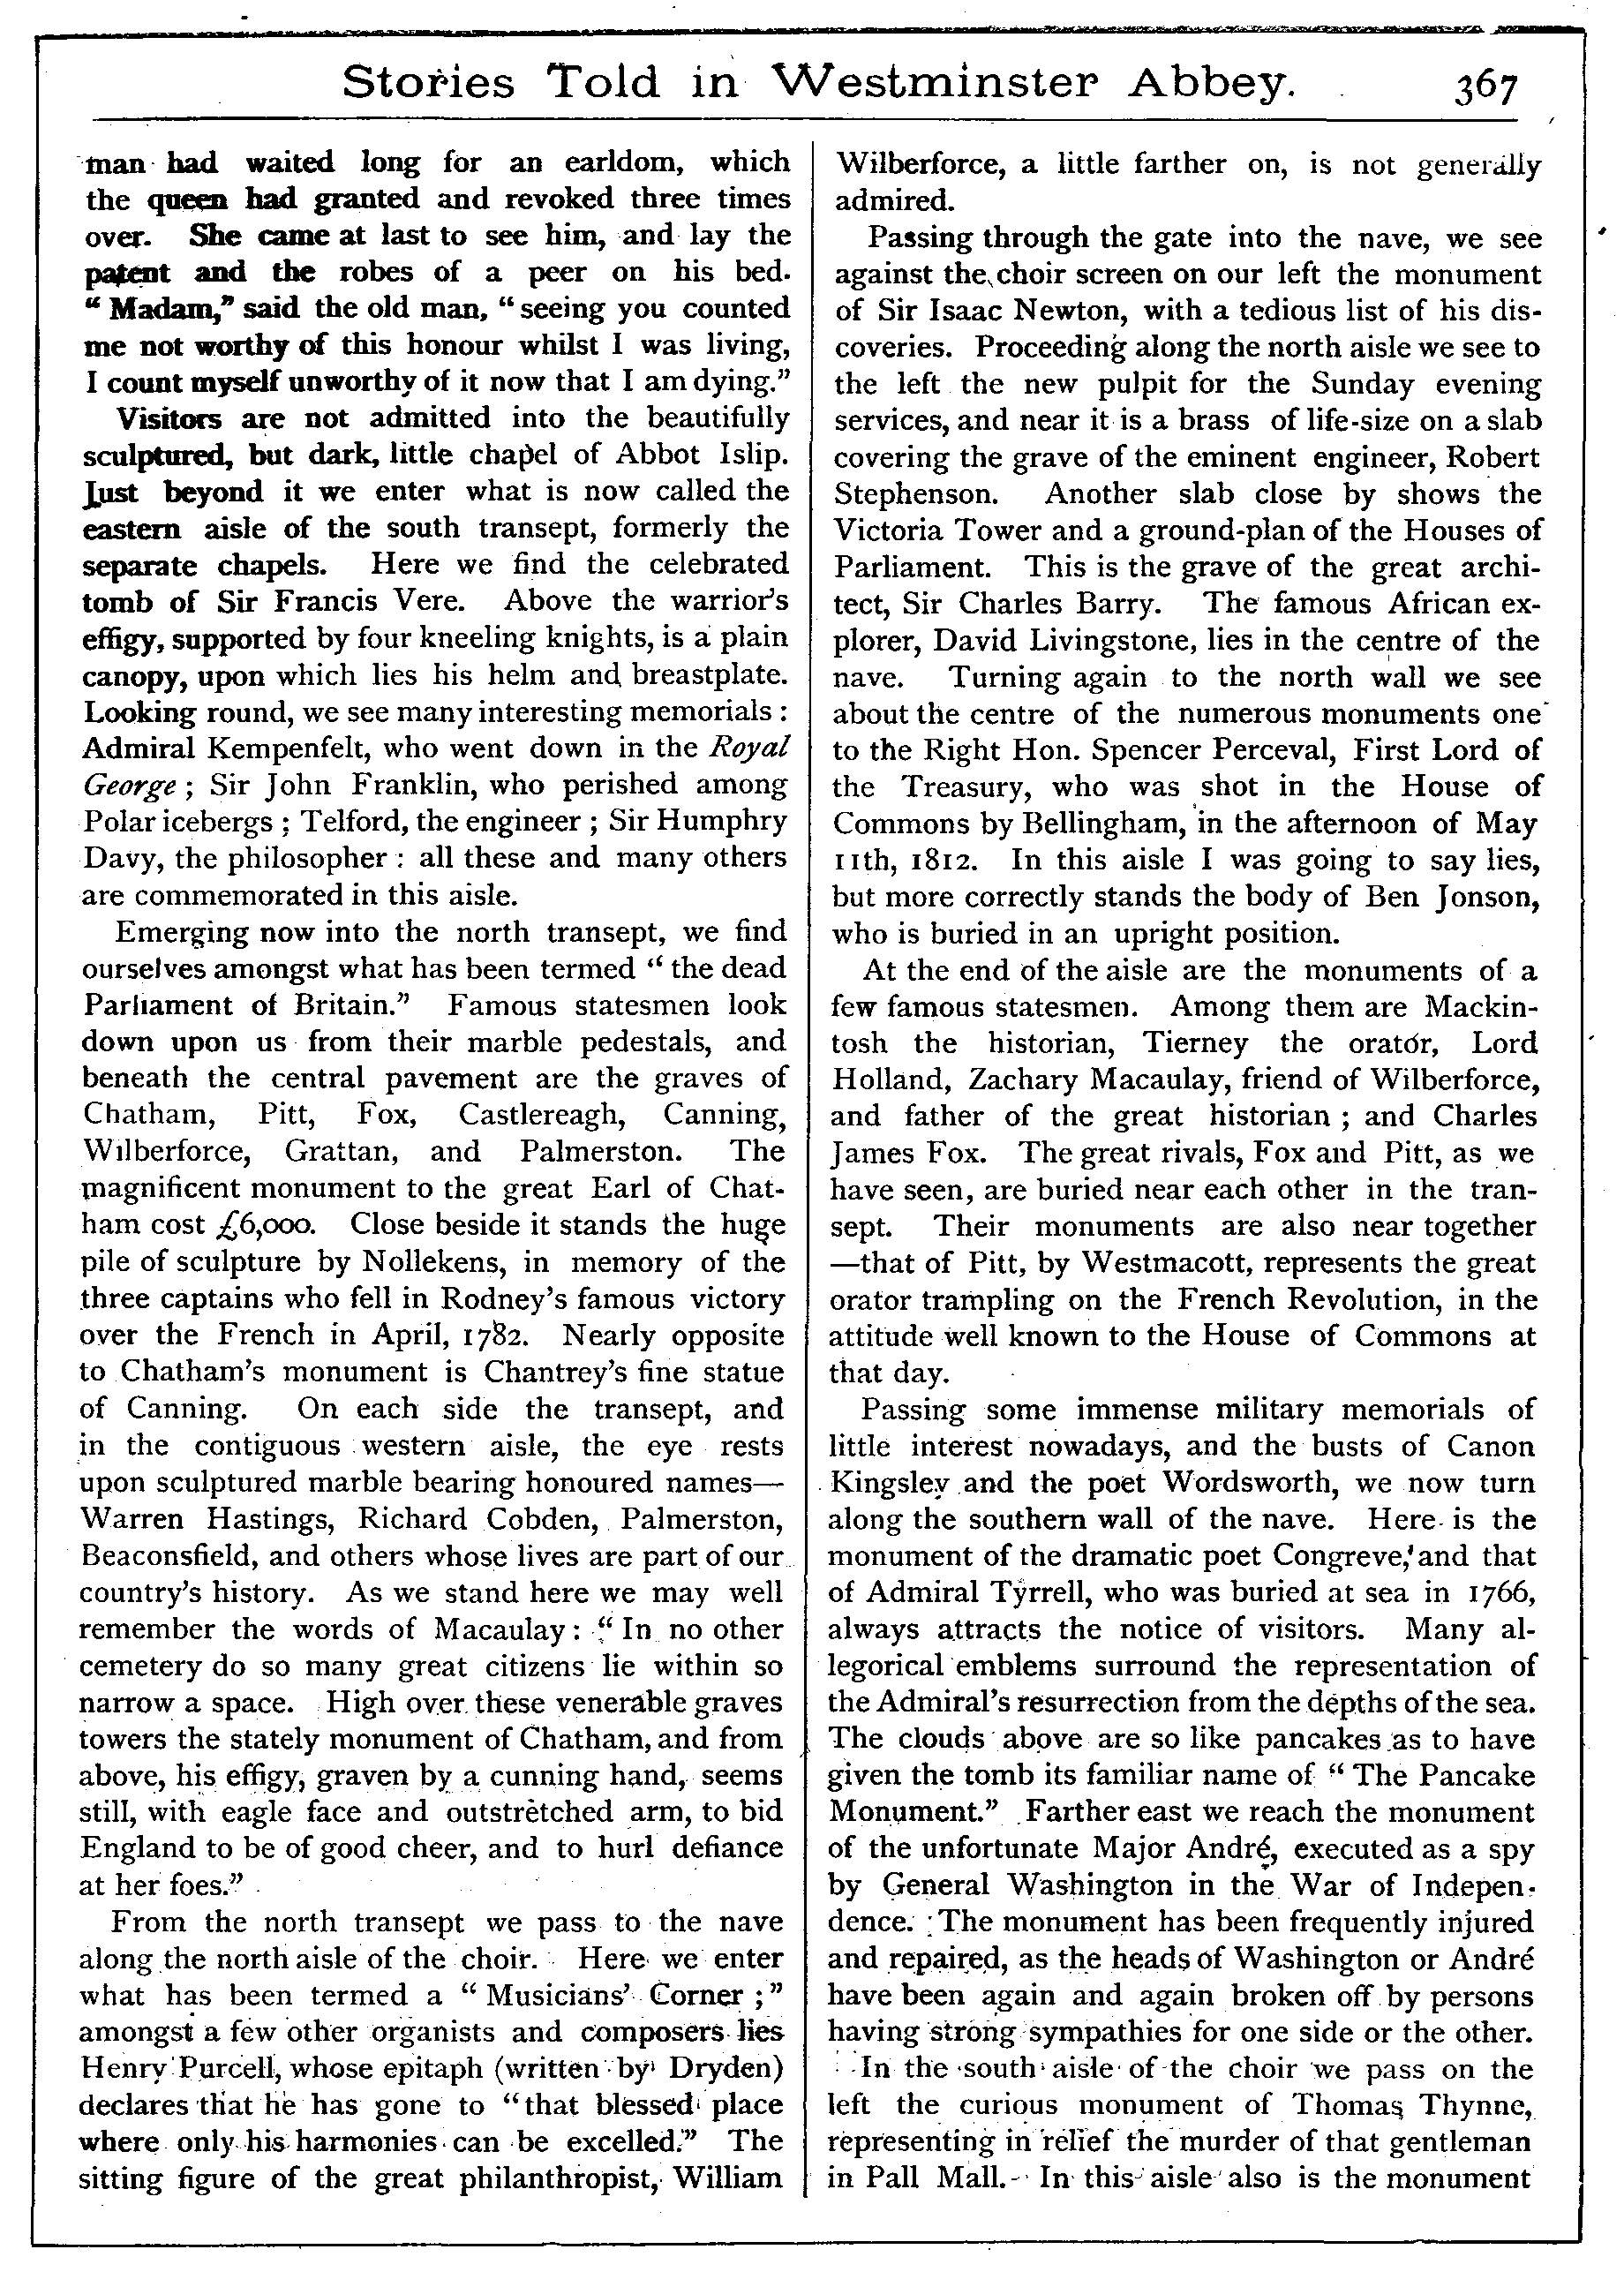 Stories Told in Westminster Abbey. 367
man had waited long for an earldom, which
the queen had granted and revoked three times
over. She came at last to see him, and lay the
patent and the robes of a peer on his bed.
“Madam,” said the old man, “seeing you counted
me not worthy of this honour whilst I was living,
I count myself unworthy of it now that I am dying.”
Visitors are not admitted into the beautifully
sculptured, but dark, little chapel of Abbot Islip.
Just beyond it we enter what is now called the
eastern aisle of the south transept, formerly the
separate chapels. Here we find the celebrated
tomb of Sir Francis Vere. Above the warrior's
effigy, supported by four kneeling knights, is a plain
canopy, upon which lies his helm and breastplate.
Looking round, we see many interesting memorials :
Admiral Kempenfelt, who went down in the Royal
George ; Sir John Franklin, who perished among
Polar icebergs ; Telford, the engineer ; Sir Humphry
Davy, the philosopher : all these and many others
are commemorated in this aisle.
Emerging now into the north transept, we find
ourselves amongst what has been termed “the dead
Parliament of Britain.” Famous statesmen look
down upon us from their marble pedestals, and
beneath the central pavement are the graves of
Chatham, Pitt, Fox, Castlereagh, Canning,
Wilberforce, Grattan, and Palmerston. The
magnificent monument to the great Earl of Chat-
ham cost £6,000. Close beside it stands the huge
pile of sculpture by Nollekens, in memory of the
three captains who fell in Rodney's famous victory
over the French in April, 1782. Nearly opposite
to Chatham's monument is Chantrey's fine statue
of Canning. On each side the transept, and
in the contiguous western aisle, the eye rests
upon sculptured marble bearing honoured names—
Warren Hastings, Richard Cobden, Palmerston,
Beaconsfield, and others whose lives are part of our
country's history. As we stand here we may well
remember the words of Macaulay: “In no other
cemetery do so many great citizens lie within so
narrow a space. High over these venerable graves
towers the stately monument of Chatham, and from
above, his effigy, graven by a cunning hand, seems
still, with eagle face and outstretched arm, to bid
England to be of good cheer, and to hurl defiance
at her foes.”
From the north transept we pass to the nave
along the north aisle of the choir. Here we enter
what has been termed a “Musicians' Corner ;”
amongst a few other organists and composers lies
Henry Purcell, whose epitaph (written by Dryden)
declares that he has gone to “that blessed place
where only his harmonies can be excelled.” The
sitting figure of the great philanthropist, William
Wilberforce, a little farther on, is not generally
admired.
Passing through the gate into the nave, we see
against the choir screen on our left the monument
of Sir Isaac Newton, with a tedious list of his dis-
coveries. Proceeding along the north aisle we see to
the left the new pulpit for the Sunday evening
services, and near it is a brass of life-size on a slab
covering the grave of the eminent engineer, Robert
Stephenson. Another slab close by shows the
Victoria Tower and a ground-plan of the Houses of
Parliament. This is the grave of the great archi-
tect, Sir Charles Barry. The famous African ex-
plorer, David Livingstone, lies in the centre of the
nave. Turning again to the north wall we see
about the centre of the numerous monuments one
to the Right Hon. Spencer Perceval, First Lord of
the Treasury, who was shot in the House of
Commons by Bellingham, in the afternoon of May
11th, 1812. In this aisle I was going to say lies,
but more correctly stands the body of Ben Jonson,
who is buried in an upright position.
At the end of the aisle are the monuments of a
few famous statesmen. Among them are Mackin-
tosh the historian, Tierney the orator, Lord
Holland, Zachary Macaulay, friend of Wilberforce,
and father of the great historian ; and Charles
James Fox. The great rivals, Fox and Pitt, as we
have seen, are buried near each other in the tran-
sept. Their monuments are also near together
—that of Pitt, by Westmacott, represents the great
orator trampling on the French Revolution, in the
attitude well known to the House of Commons at
that day.
Passing some immense military memorials of
little interest nowadays, and the busts of Canon
Kingsley and the poet Wordsworth, we now turn
along the southern wall of the nave. Here is the
monument of the dramatic poet Congreve, and that
of Admiral Tyrrell, who was buried at sea in 1766,
always attracts the notice of visitors. Many al-
legorical emblems surround the representation of
the Admiral's resurrection from the depths of the sea.
The clouds above are so like pancakes as to have
given the tomb its familiar name of “The Pancake
Monument.” Farther east we reach the monument
of the unfortunate Major André, executed as a spy
by General Washington in the War of Indepen-
dence. The monument has been frequently injured
and repaired, as the heads of Washington or André
have been again and again broken off by persons
having strong sympathies for one side or the other.
In the south aisle of the choir we pass on the
left the curious monument of Thomas Thynne,
representing in relief the murder of that gentleman
in Pall Mall. In this aisle also is the monument